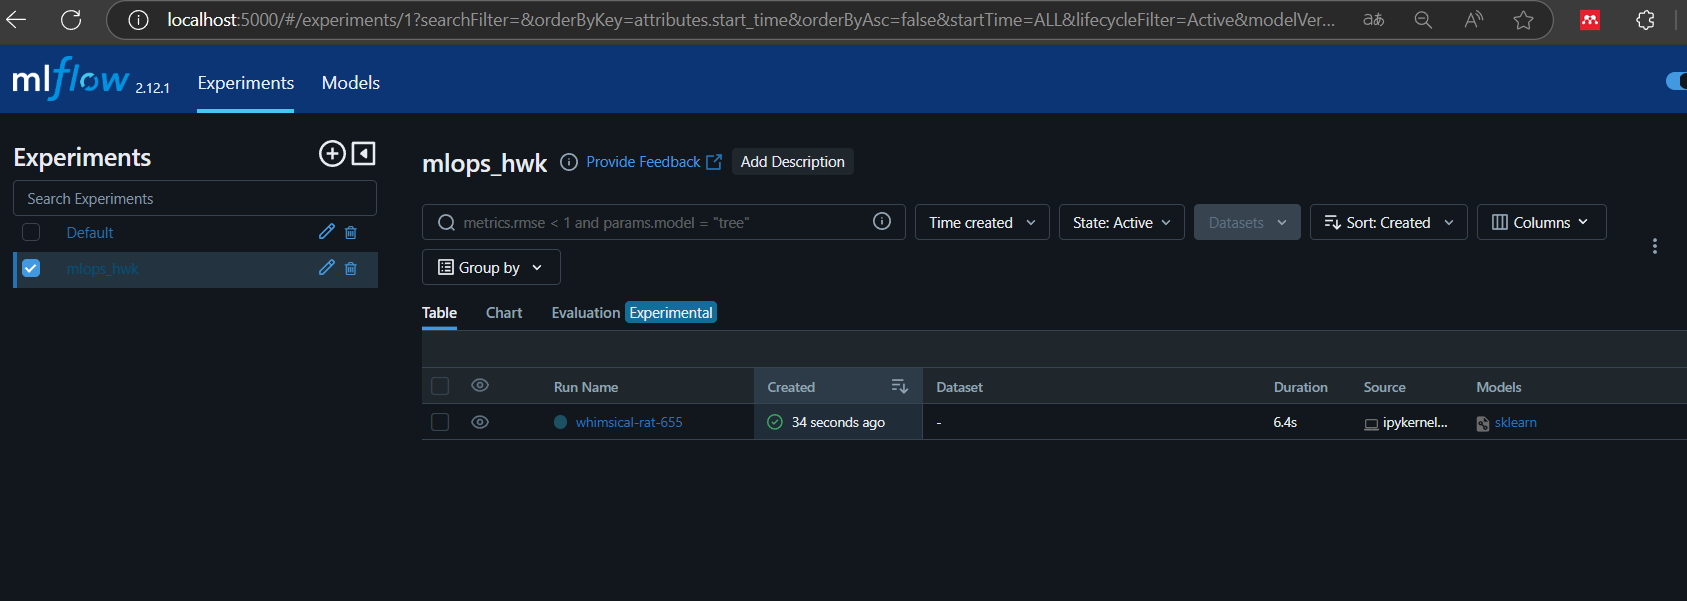 localhost:5000/#/experiments/1?searchFilter=&orderByKey=attributes.start_time&orderByAsc=false&startTime=ALL&lifecycleFilter=Active&modelVer...
mlflow 2.12.1 Experiments Models
Experiments
Search Experiments
Default
mlops_hwk
mlops_hwk Provide Feedback Add Description
metrics.rmse < 1 and params.model = "tree" Time created State: Active Datasets Sort: Created Columns
Group by
Table Chart Evaluation Experimental
Run Name Created Dataset Duration Source Models
whimsical-rat-655 34 seconds ago - 6.4s ipykernel... sklearn